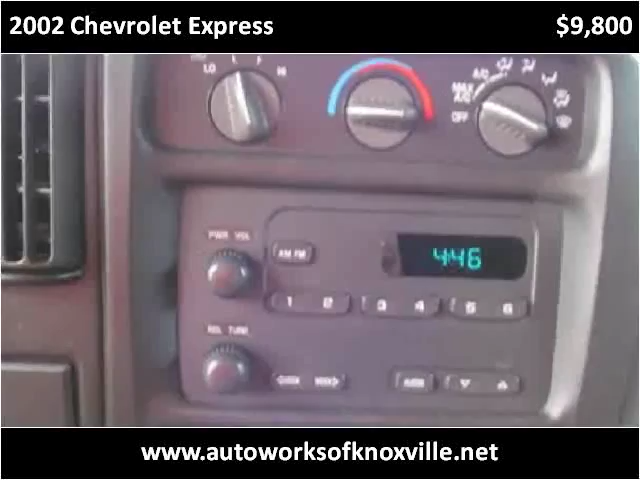 2002 Chevrolet Express $9,800
LO HI
MAX A/C
A/C
OFF
PWR VOL
AM FM
4:46
1 2 3 4 5 6
TUNE
www.autoworksofknoxville.net